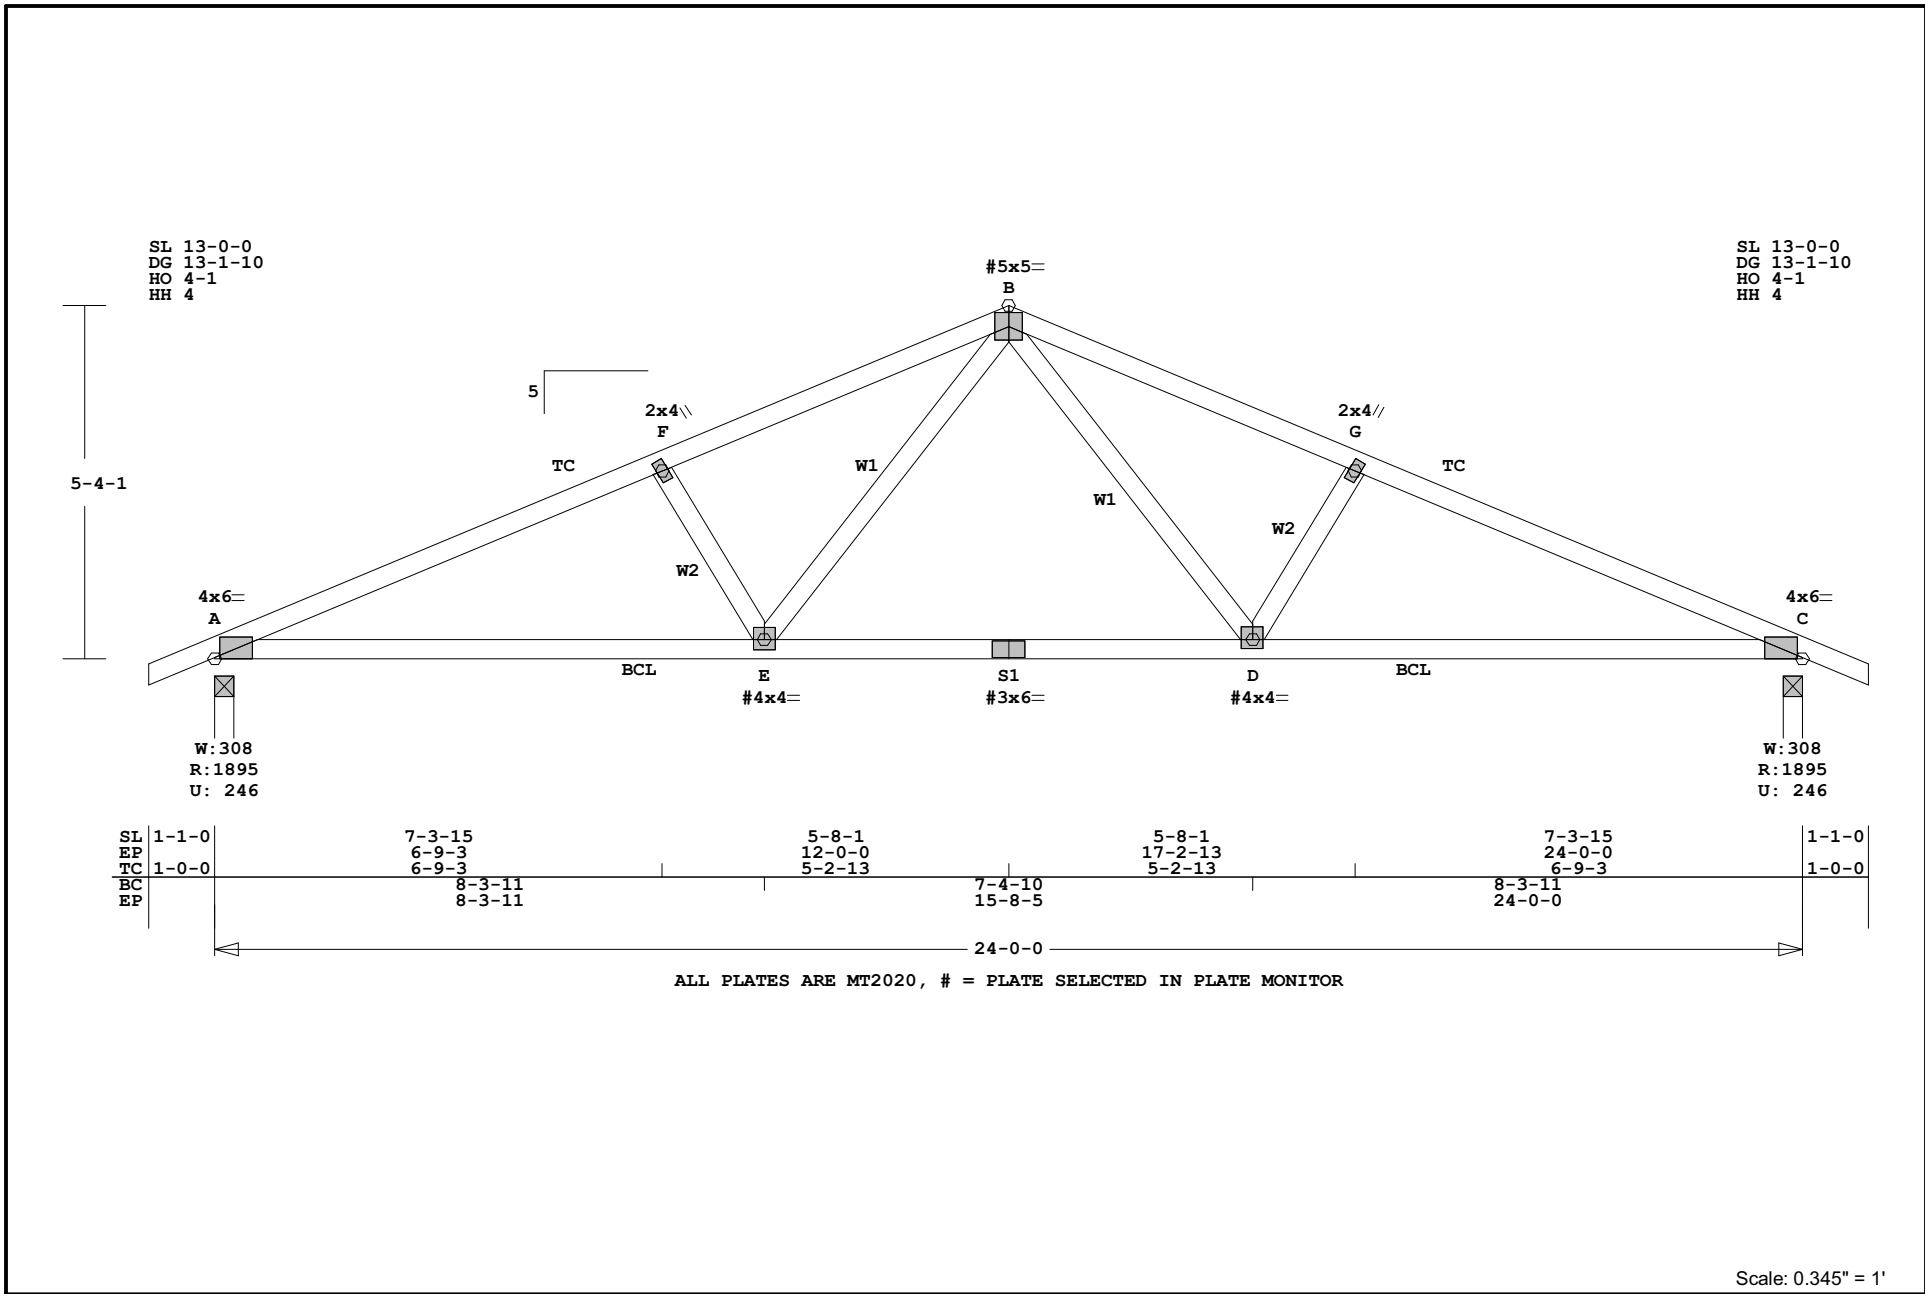 SL 13-0-0
DG 13-1-10
HO 4-1
HH 4
SL 13-0-0
DG 13-1-10
HO 4-1
HH 4
#5x5=
B
5
2x4\\
F
2x4//
G
TC
W1
TC
5-4-1
W1
W2
W2
4x6=
A
4x6=
C
BCL
E
#4x4=
S1
#3x6=
D
#4x4=
BCL
W:308
R:1895
U: 246
W:308
R:1895
U: 246
SL 1-1-0 7-3-15 5-8-1 5-8-1 7-3-15 1-1-0
EP 6-9-3 12-0-0 17-2-13 24-0-0
TC 1-0-0 6-9-3 5-2-13 5-2-13 6-9-3 1-0-0
BC 8-3-11 7-4-10 8-3-11
EP 8-3-11 15-8-5 24-0-0
24-0-0
ALL PLATES ARE MT2020, # = PLATE SELECTED IN PLATE MONITOR
Scale: 0.345" = 1'